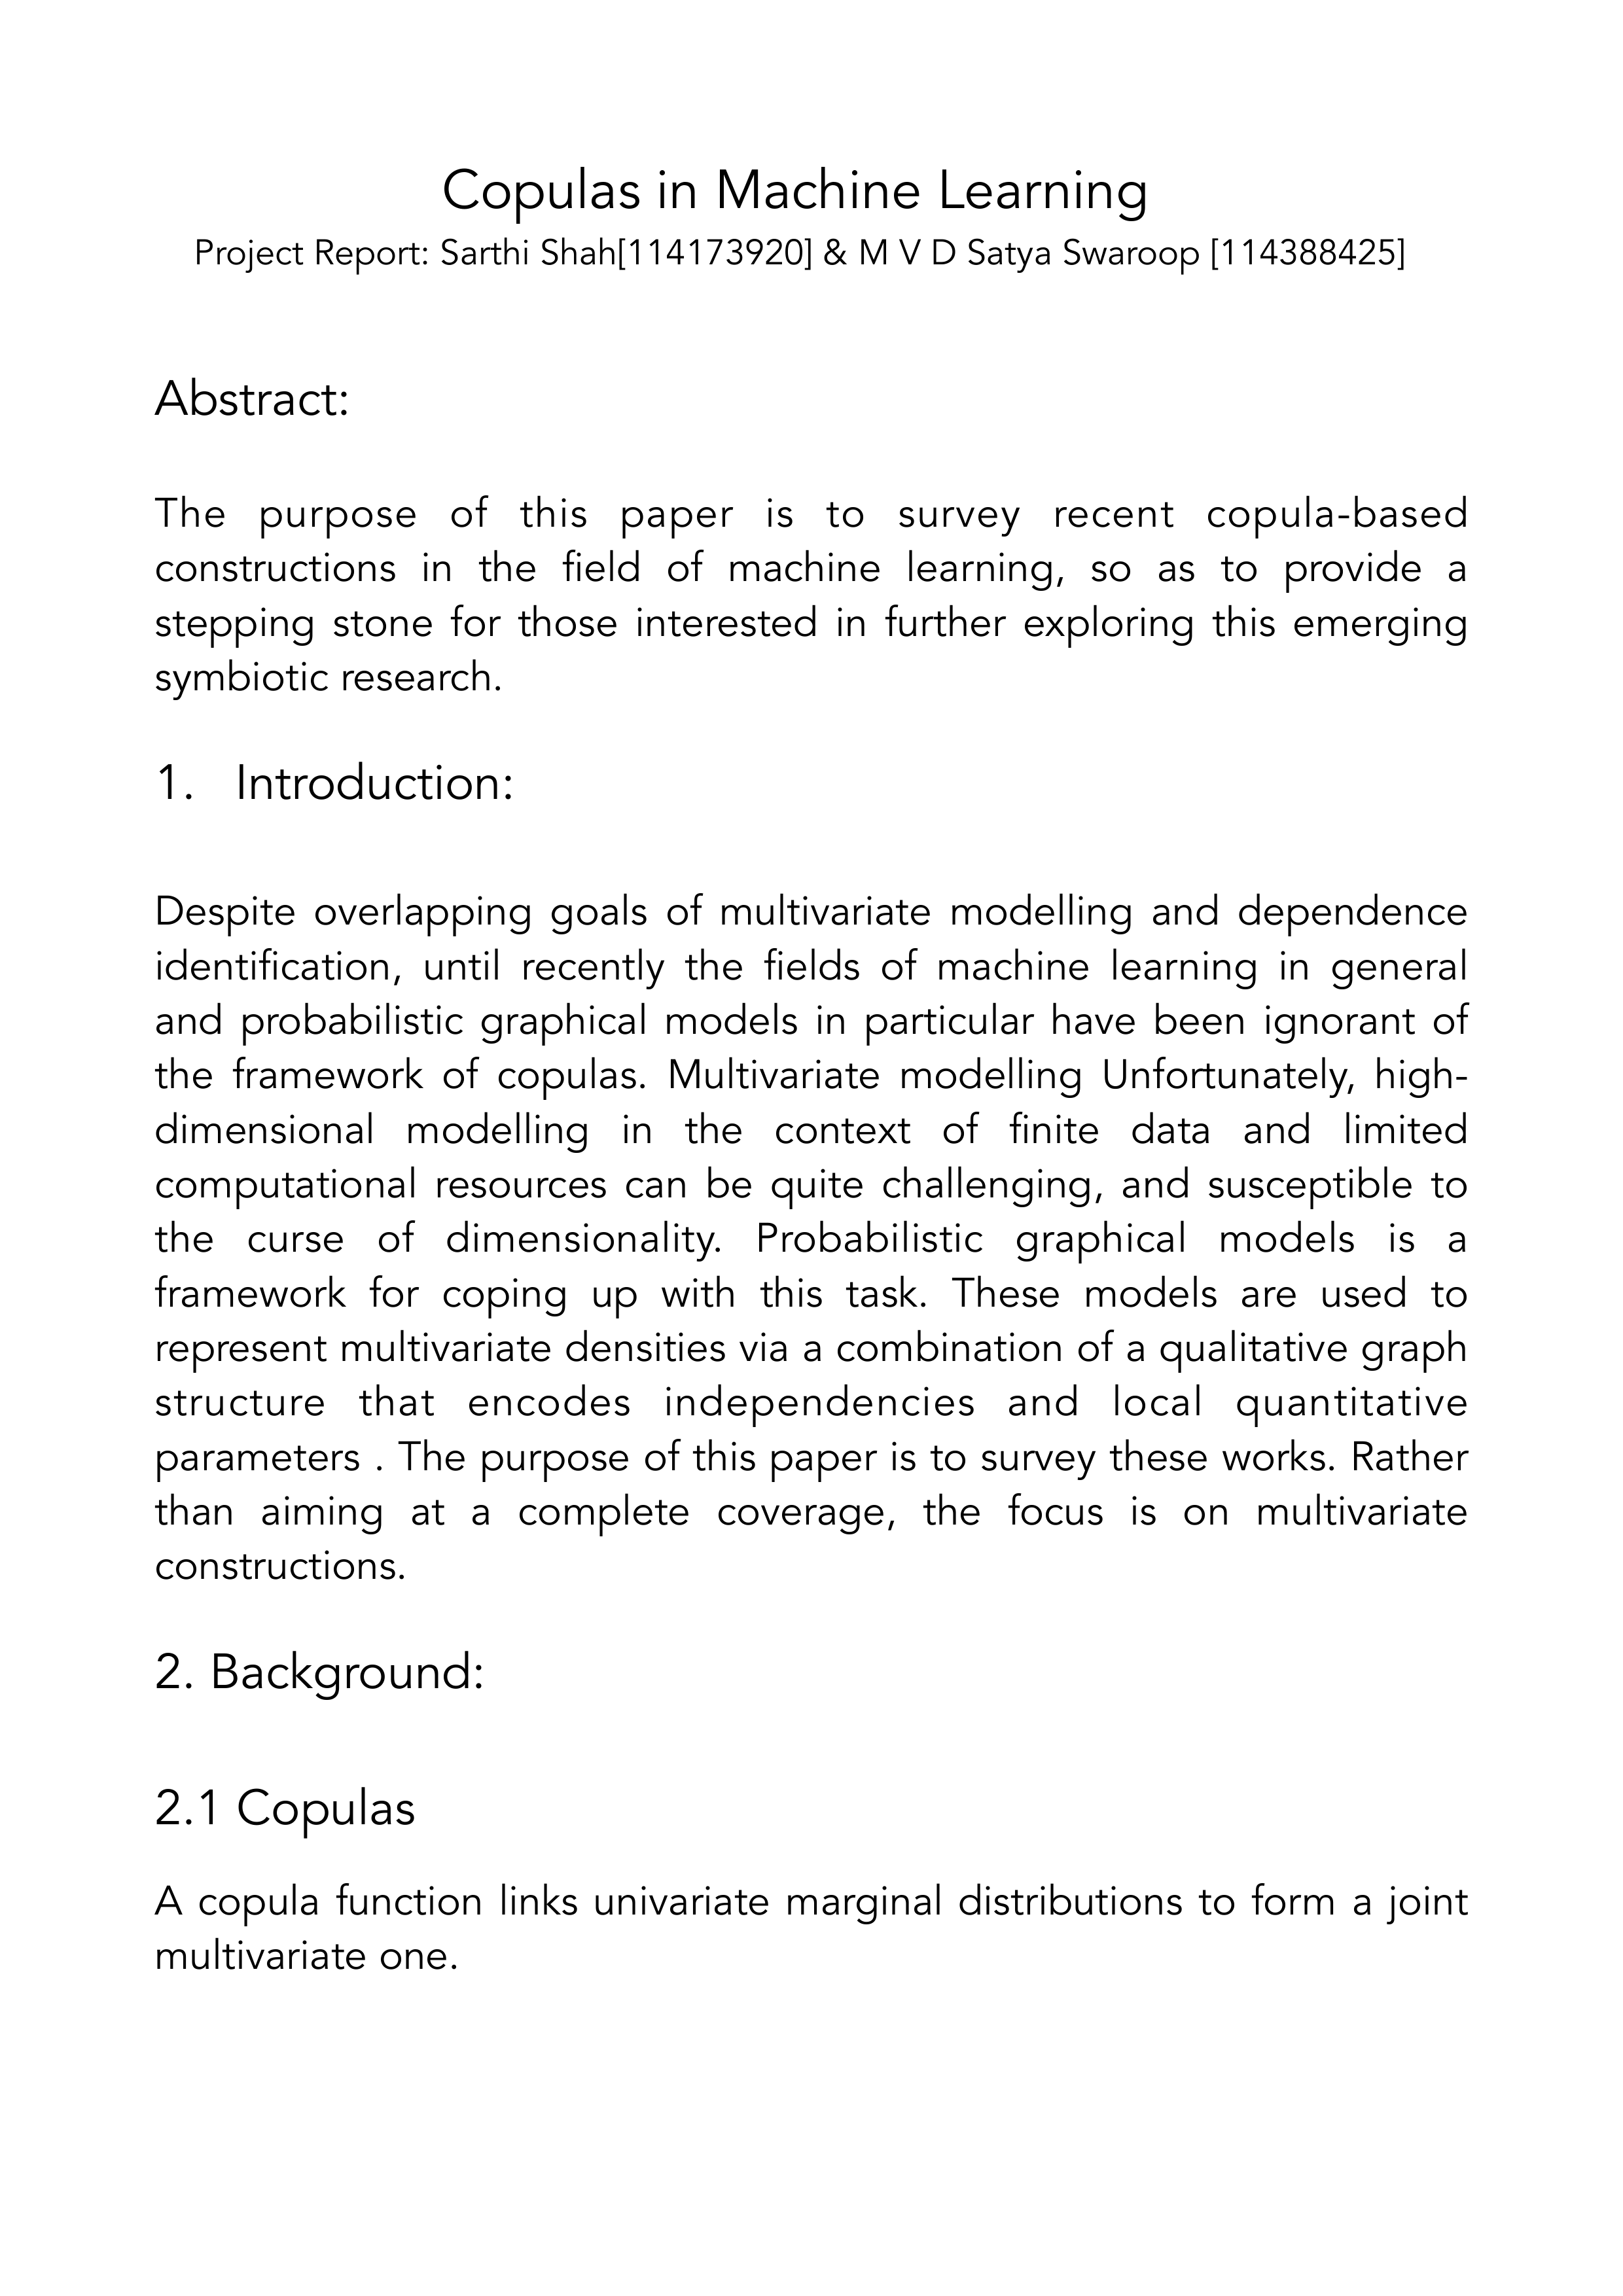 Copulas in Machine Learning
Project Report: Sarthi Shah[114173920] & M V D Satya Swaroop [114388425]
Abstract:
The purpose of this paper is to survey recent copula-based
constructions in the field of machine learning, so as to provide a
stepping stone for those interested in further exploring this emerging
symbiotic research.
1. Introduction:
Despite overlapping goals of multivariate modelling and dependence
identification, until recently the fields of machine learning in general
and probabilistic graphical models in particular have been ignorant of
the framework of copulas. Multivariate modelling Unfortunately, high-
dimensional modelling in the context of finite data and limited
computational resources can be quite challenging, and susceptible to
the curse of dimensionality. Probabilistic graphical models is a
framework for coping up with this task. These models are used to
represent multivariate densities via a combination of a qualitative graph
structure that encodes independencies and local quantitative
parameters . The purpose of this paper is to survey these works. Rather
than aiming at a complete coverage, the focus is on multivariate
constructions.
2. Background:
2.1 Copulas
A copula function links univariate marginal distributions to form a joint
multivariate one.